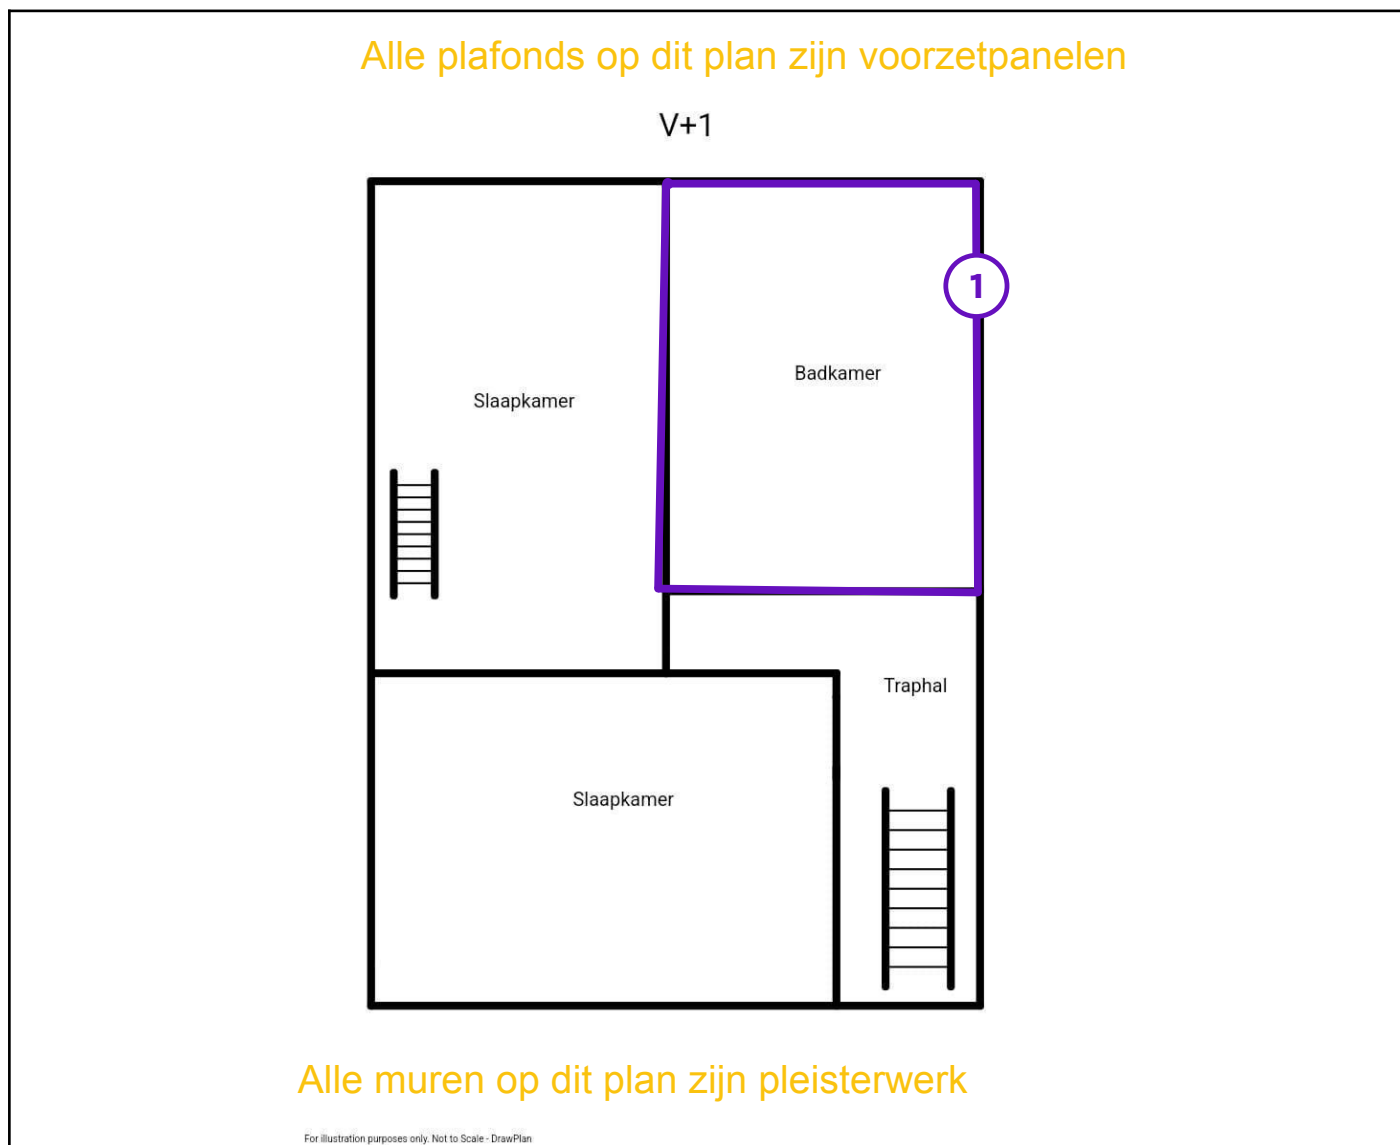 Alle plafonds op dit plan zijn voorzetpanelen
V+1
1
Badkamer
Slaapkamer
Traphal
Slaapkamer
Alle muren op dit plan zijn pleisterwerk
For illustration purposes only. Not to Scale - DrawPlan